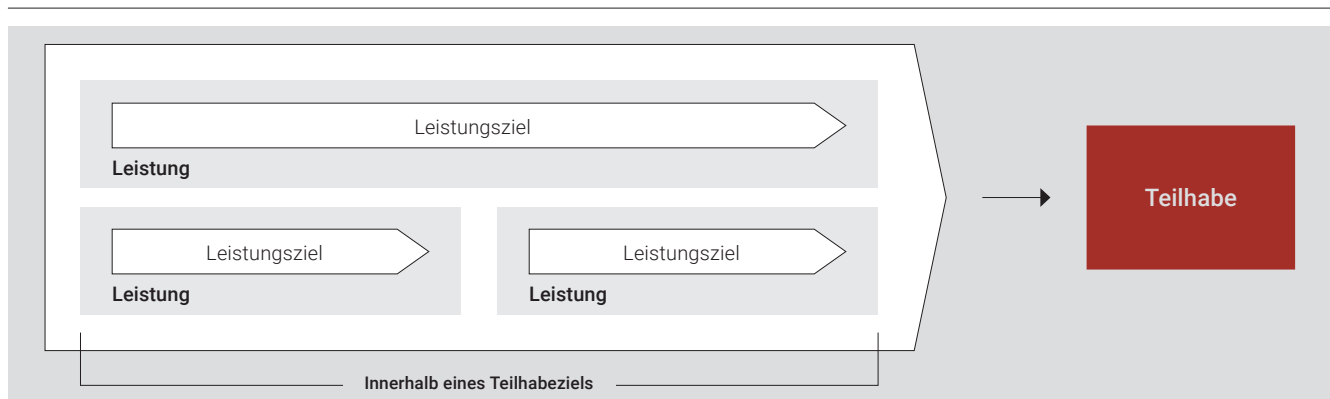 Leistungsziel
Leistung
Leistungsziel
Leistung
Leistungsziel
Leistung
Innerhalb eines Teilhabeziels
Teilhabe